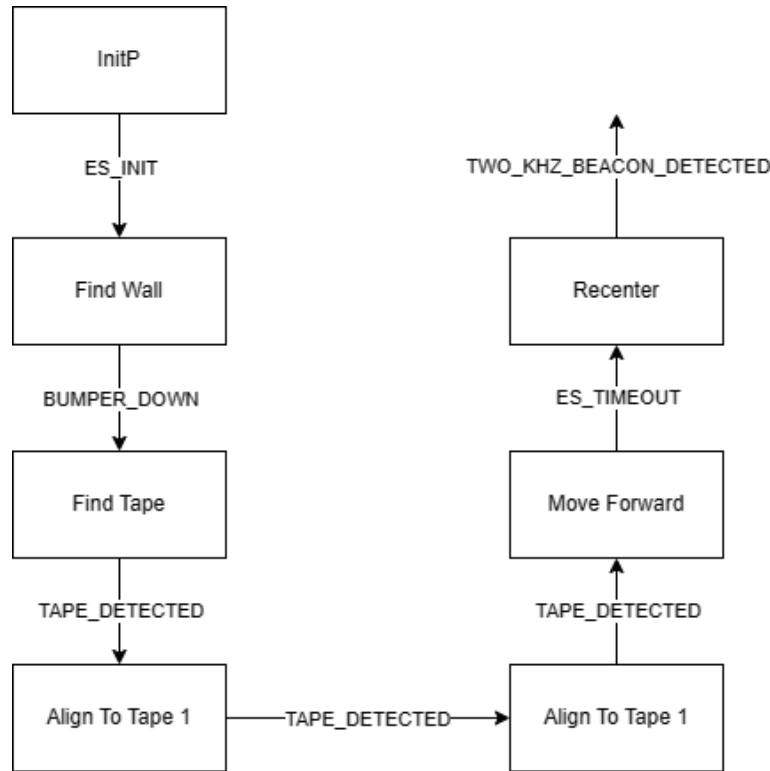 InitP
ES_INIT
Find Wall
BUMPER_DOWN
Find Tape
TAPE_DETECTED
Align To Tape 1
TAPE_DETECTED
Align To Tape 1
TAPE_DETECTED
Move Forward
ES_TIMEOUT
Recenter
TWO_KHZ_BEACON_DETECTED